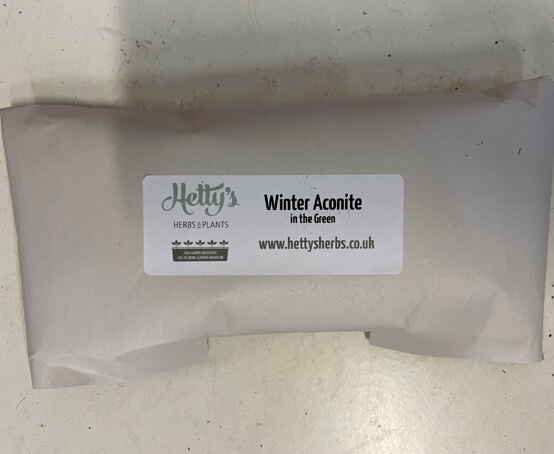 Hetty's
HERBS & PLANTS
Winter Aconite
in the Green
www.hettysherbs.co.uk